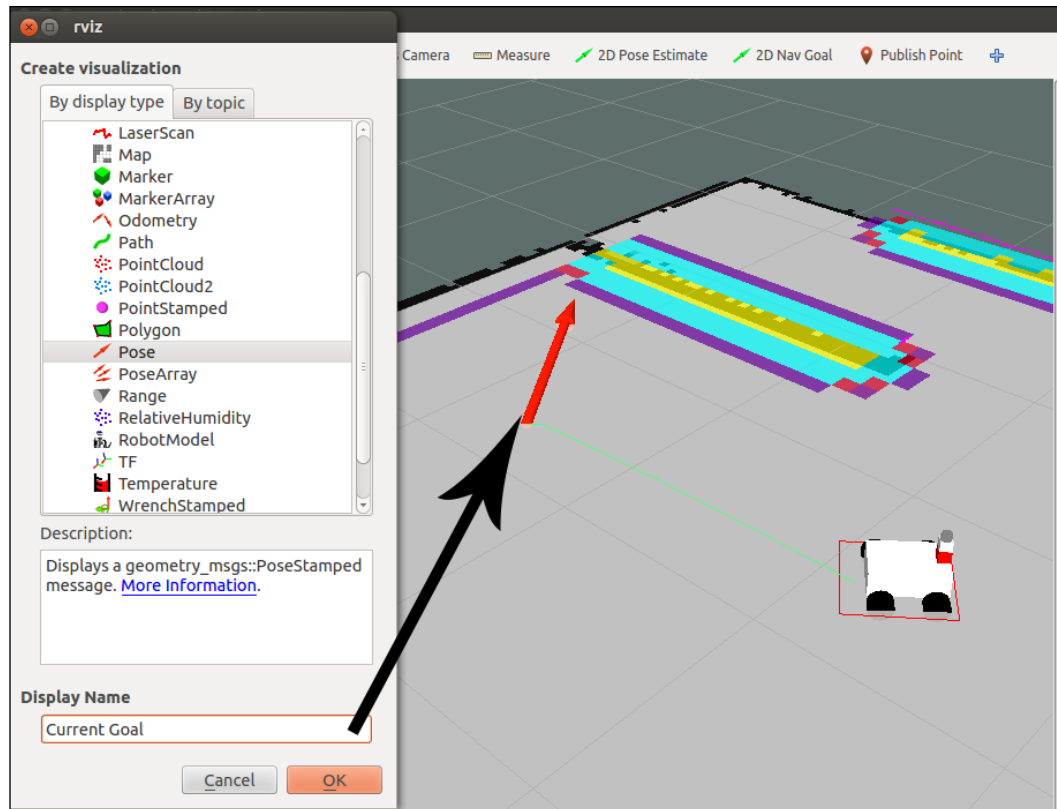 rviz
Create visualization
By display type By topic
LaserScan
Map
Marker
MarkerArray
Odometry
Path
PointCloud
PointCloud2
PointStamped
Polygon
Pose
PoseArray
Range
RelativeHumidity
RobotModel
TF
Temperature
WrenchStamped
Description:
Displays a geometry_msgs::PoseStamped
message. More Information.
Display Name
Current Goal
Cancel OK
Camera Measure 2D Pose Estimate 2D Nav Goal Publish Point